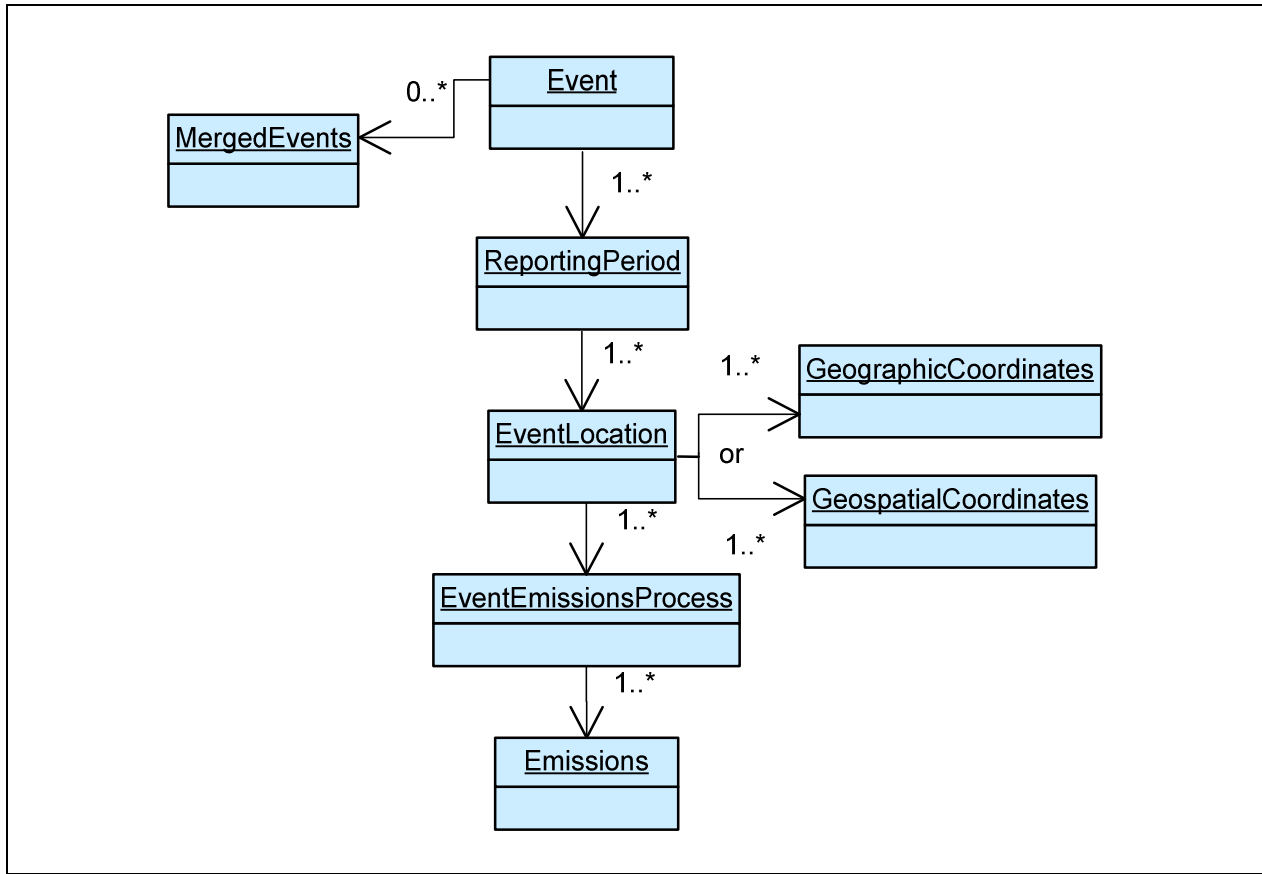 Event
0..*
MergedEvents
1..*
ReportingPeriod
1..*
1..*
GeographicCoordinates
EventLocation
or
GeospatialCoordinates
1..*
1..*
EventEmissionsProcess
1..*
Emissions